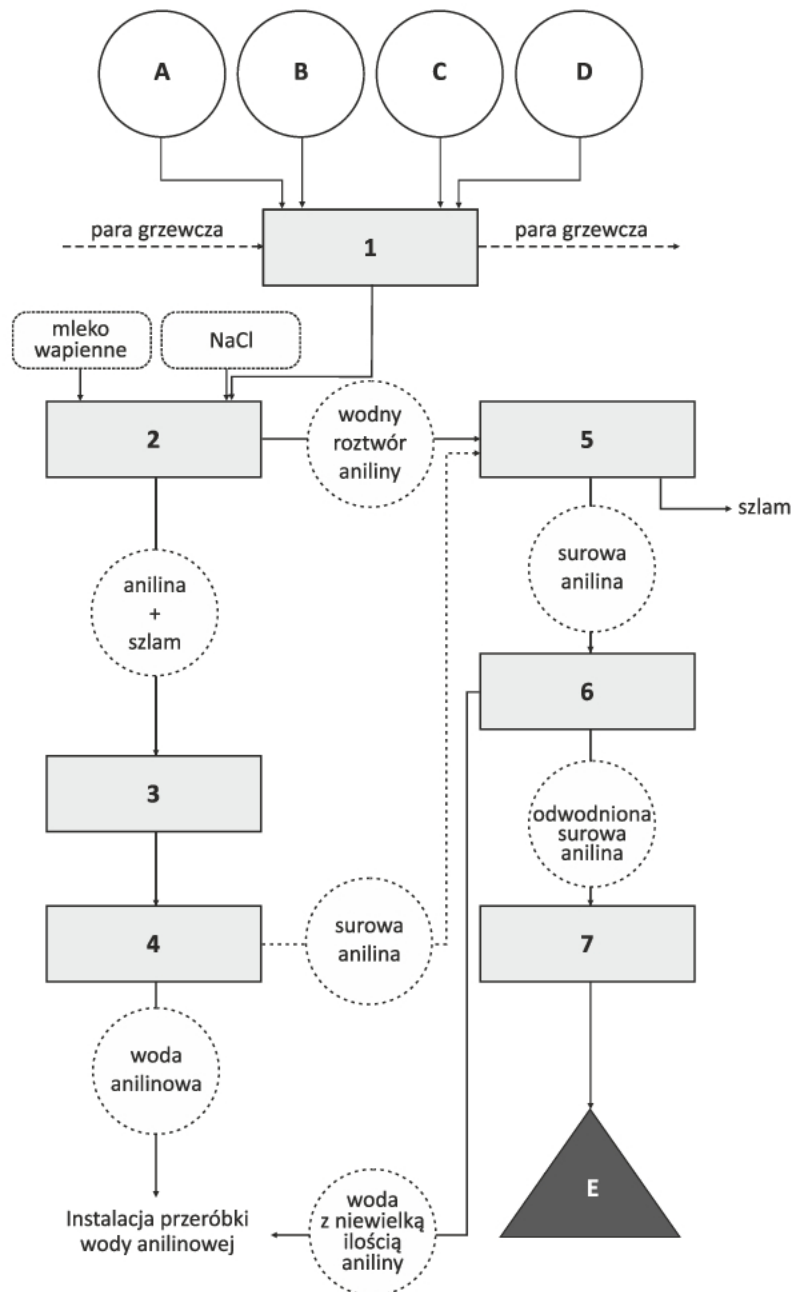 A
B
C
D
para grzewcza
1
para grzewcza
mleko
wapienne
NaCl
2
wodny
roztwór
aniliny
5
szlam
anilina
+
szlam
surowa
anilina
6
3
odwodniona
surowa
anilina
4
surowa
anilina
7
woda
anilinowa
E
Instalacja przeróbki
wody anilinowej
woda
z niewielką
ilością
aniliny